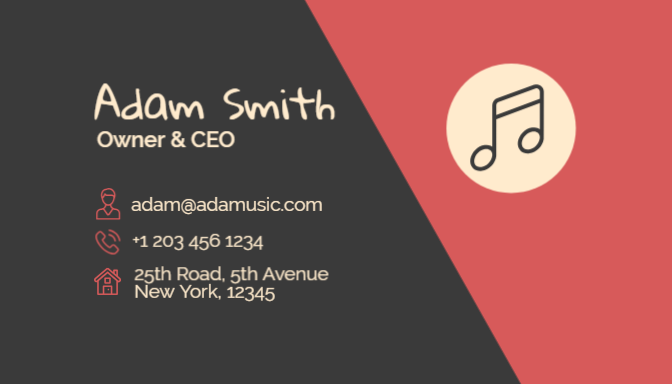 Adam Smith
Owner & CEO
adam@adamusic.com
+1 203 456 1234
25th Road, 5th Avenue
New York, 12345